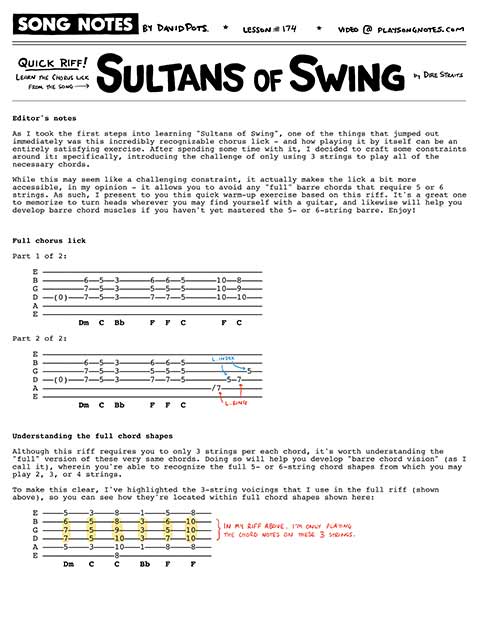 SONG NOTES BY DAVID POTS. * LESSON #174 * VIDEO @ PLAYSONGNOTES.COM
QUICK RIFF!
LEARN THE CHORUS LICK
FROM THE SONG →
SULTANS OF SWING by DIRE STRAITS
Editor's notes
As I took the first steps into learning "Sultans of Swing", one of the things that jumped out
immediately was this incredibly recognizable chorus lick - and how playing it by itself can be an
entirely satisfying exercise. After spending some time with it, I decided to craft some constraints
around it: specifically, introducing the challenge of only using 3 strings to play all of the
necessary chords.
While this may seem like a challenging constraint, it actually makes the lick a bit more
accessible, in my opinion - it allows you to avoid any "full" barre chords that require 5 or 6
strings. As such, I present to you this quick warm-up exercise based on this riff. It's a great one
to memorize to turn heads wherever you may find yourself with a guitar, and likewise will help you
develop barre chord muscles if you haven't yet mastered the 5- or 6-string barre. Enjoy!
Full chorus lick
Part 1 of 2:
E
B 6 5 3 6 6 5 10 8
G 7 5 3 5 5 5 10 9
D (0) 7 5 3 7 7 5 10 10
A
E
Dm C Bb F F C F C
Part 2 of 2:
E
B 6 5 3 6 6 5
G 7 5 3 5 5 5 5
D (0) 7 5 3 7 7 5 5 7
A /7
E
L. INDEX
L. RING
Dm C Bb F F C
Understanding the full chord shapes
Although this riff requires you to only 3 strings per each chord, it's worth understanding the
"full" version of these very same chords. Doing so will help you develop "barre chord vision" (as I
call it), wherein you're able to recognize the full 5- or 6-string chord shapes from which you may
play 2, 3, or 4 strings.
To make this clear, I've highlighted the 3-string voicings that I use in the full riff (shown
above), so you can see how they're located within full chord shapes shown here:
E 5 3 8 1 5 8
B 6 5 8 3 6 10
G 7 5 9 3 5 10
D 7 5 10 3 7 10
A 5 3 10 1 8 8
E 8
Dm C C Bb F F
IN MY RIFF ABOVE, I'M ONLY PLAYING
THE CHORD NOTES ON THESE 3 STRINGS.